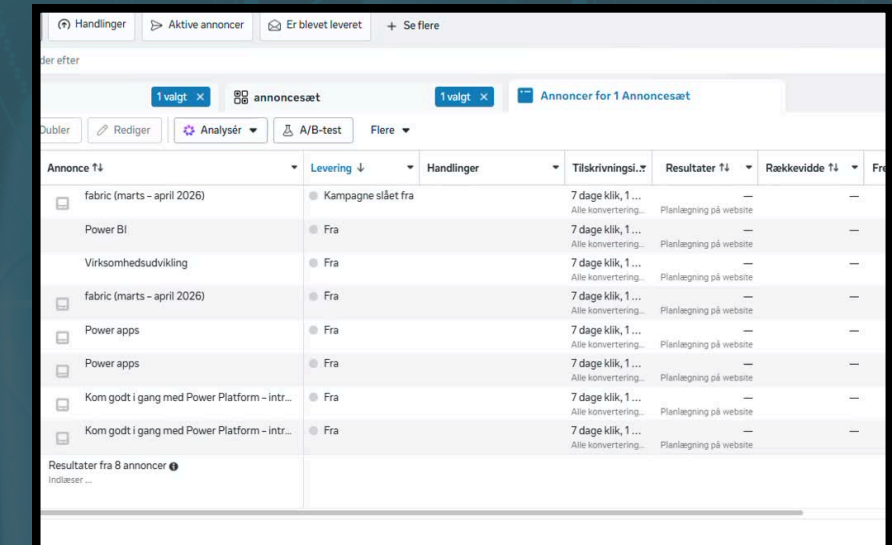 Handlinger Aktive annoncer Er blevet leveret + Se flere
der efter
1 valgt × annoncesæt 1 valgt × Annoncer for 1 Annoncesæt
Dubler Rediger Analysér A/B-test Flere
Annonce ↑↓ Levering ↓ Handlinger Tilskrivningsi... Resultater ↑↓ Rækkevidde ↑↓ Fre
fabric (marts – april 2026) Kampagne slået fra 7 dage klik, 1 ... — —
Alle konvertering... Planlægning på website
Power BI Fra 7 dage klik, 1 ... — —
Alle konvertering... Planlægning på website
Virksomhedsudvikling Fra 7 dage klik, 1 ... — —
Alle konvertering... Planlægning på website
fabric (marts – april 2026) Fra 7 dage klik, 1 ... — —
Alle konvertering... Planlægning på website
Power apps Fra 7 dage klik, 1 ... — —
Alle konvertering... Planlægning på website
Power apps Fra 7 dage klik, 1 ... — —
Alle konvertering... Planlægning på website
Kom godt i gang med Power Platform – intr... Fra 7 dage klik, 1 ... — —
Alle konvertering... Planlægning på website
Kom godt i gang med Power Platform – intr... Fra 7 dage klik, 1 ... — —
Alle konvertering... Planlægning på website
Resultater fra 8 annoncer
Indlæser ...